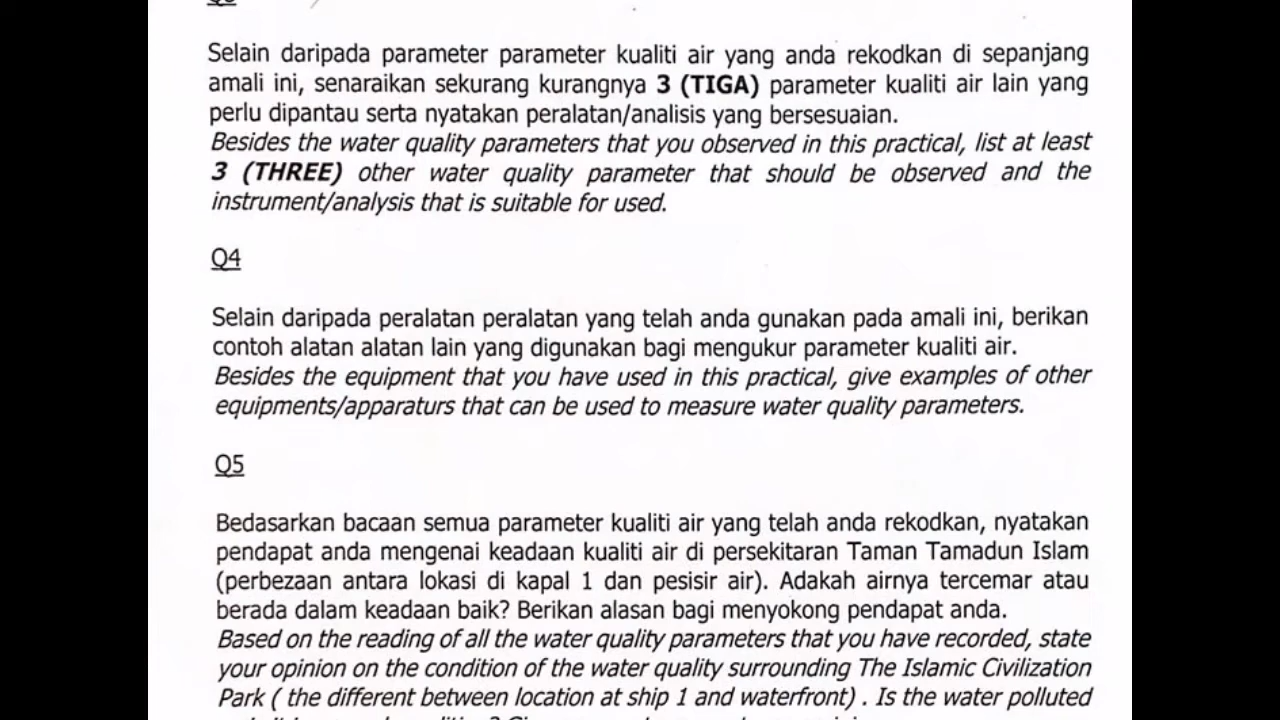 Selain daripada parameter parameter kualiti air yang anda rekodkan di sepanjang
amali ini, senaraikan sekurang kurangnya 3 (TIGA) parameter kualiti air lain yang
perlu dipantau serta nyatakan peralatan/analisis yang bersesuaian.
Besides the water quality parameters that you observed in this practical, list at least
3 (THREE) other water quality parameter that should be observed and the
instrument/analysis that is suitable for used.
Q4
Selain daripada peralatan peralatan yang telah anda gunakan pada amali ini, berikan
contoh alatan alatan lain yang digunakan bagi mengukur parameter kualiti air.
Besides the equipment that you have used in this practical, give examples of other
equipments/apparaturs that can be used to measure water quality parameters.
Q5
Bedasarkan bacaan semua parameter kualiti air yang telah anda rekodkan, nyatakan
pendapat anda mengenai keadaan kualiti air di persekitaran Taman Tamadun Islam
(perbezaan antara lokasi di kapal 1 dan pesisir air). Adakah airnya tercemar atau
berada dalam keadaan baik? Berikan alasan bagi menyokong pendapat anda.
Based on the reading of all the water quality parameters that you have recorded, state
your opinion on the condition of the water quality surrounding The Islamic Civilization
Park ( the different between location at ship 1 and waterfront) . Is the water polluted